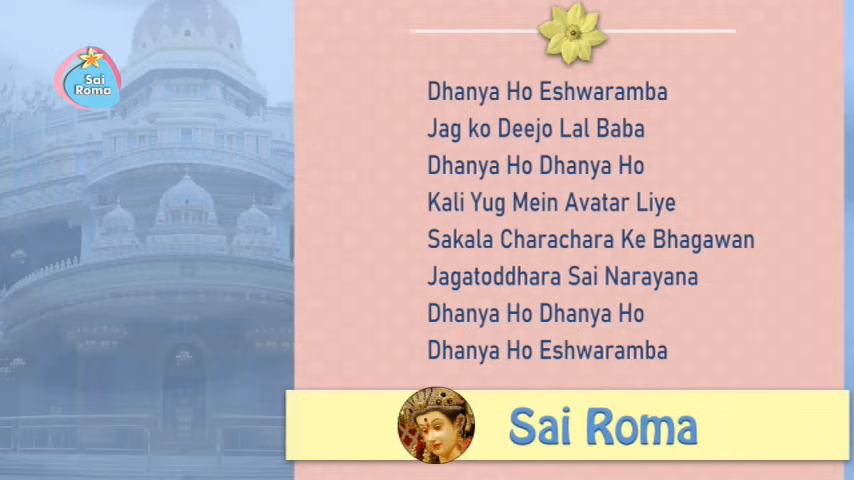 Sai
Roma
Dhanya Ho Eshwaramba
Jag ko Deejo Lal Baba
Dhanya Ho Dhanya Ho
Kali Yug Mein Avatar Liye
Sakala Charachara Ke Bhagawan
Jagatoddhara Sai Narayana
Dhanya Ho Dhanya Ho
Dhanya Ho Eshwaramba
Sai Roma